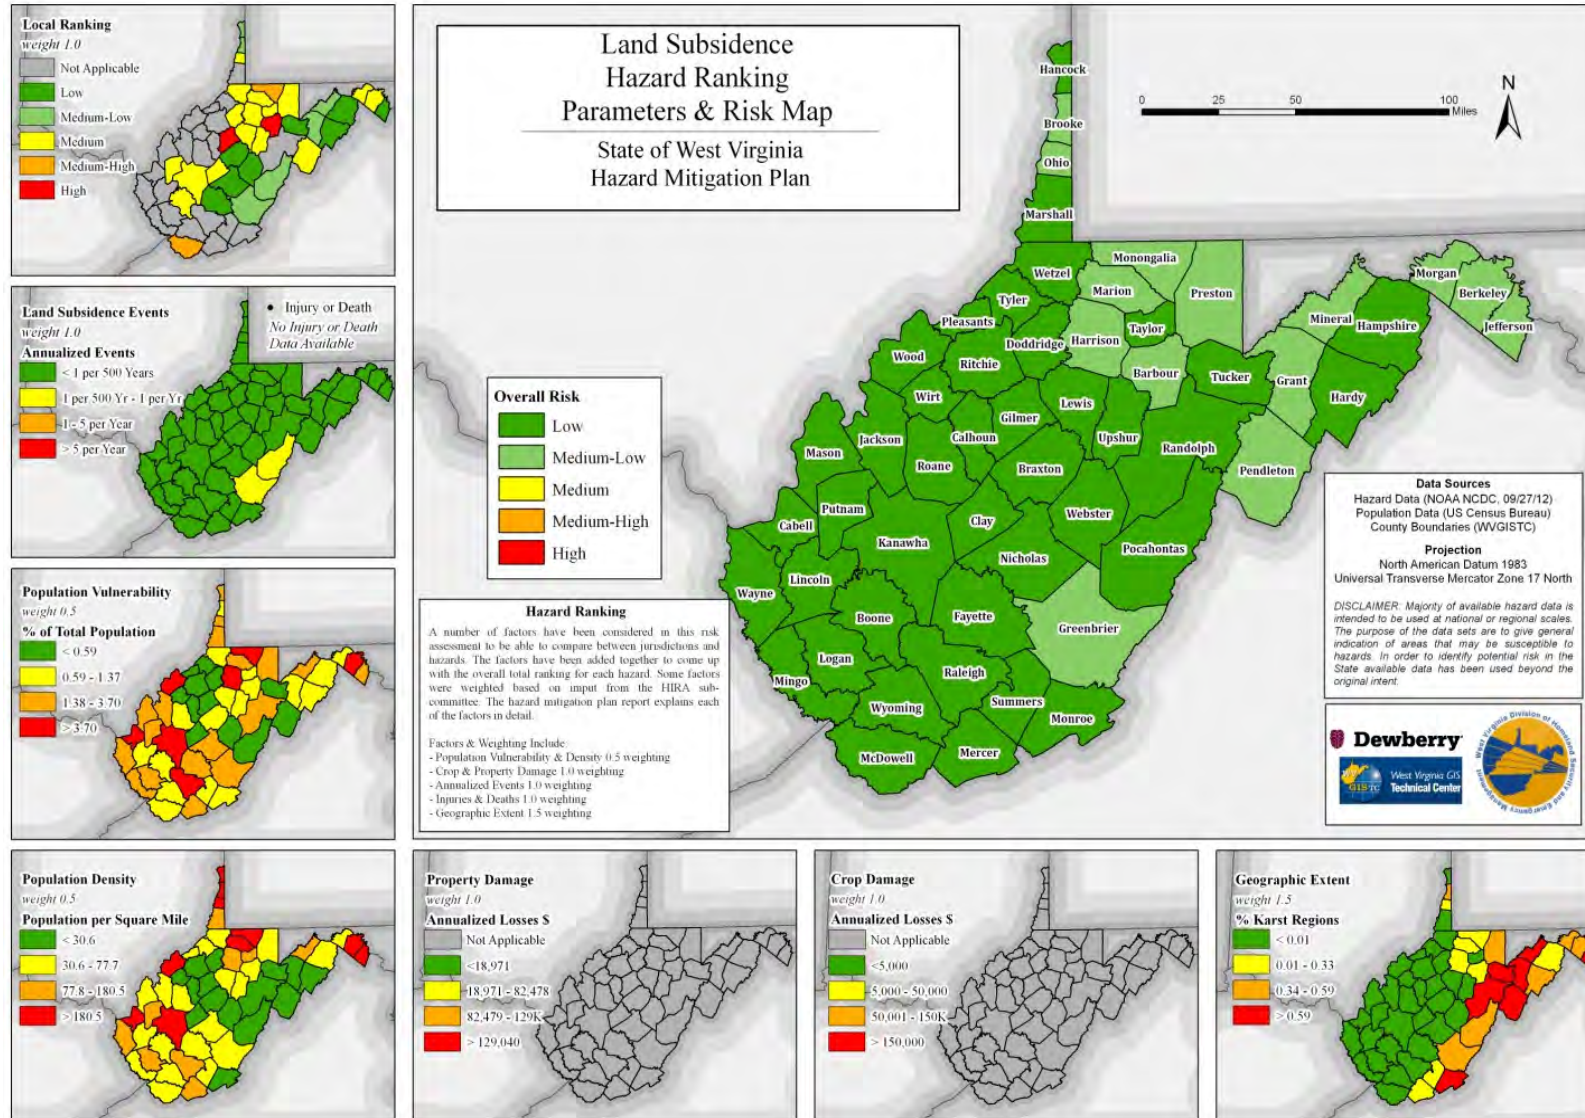 Local Ranking
weight 1.0
Not Applicable
Low
Medium-Low
Medium
Medium-High
High
Land Subsidence Events
weight 1.0
Annualized Events
< 1 per 500 Years
1 per 500 Yr - 1 per Yr
1 - 5 per Year
> 5 per Year
• Injury or Death
No Injury or Death
Data Available
Population Vulnerability
weight 0.5
% of Total Population
< 0.59
0.59 - 1.37
1.38 - 3.70
> 3.70
Population Density
weight 0.5
Population per Square Mile
< 30.6
30.6 - 77.7
77.8 - 180.5
> 180.5
Land Subsidence
Hazard Ranking
Parameters & Risk Map
State of West Virginia
Hazard Mitigation Plan
0 25 50 100
Miles
N
Hancock
Brooke
Ohio
Marshall
Wetzel
Monongalia
Marion
Preston
Morgan
Berkeley
Jefferson
Tyler
Pleasants
Doddridge
Harrison
Taylor
Mineral
Hampshire
Wood
Ritchie
Barbour
Tucker
Grant
Hardy
Wirt
Gilmer
Lewis
Upshur
Randolph
Jackson
Calhoun
Mason
Roane
Braxton
Pendleton
Putnam
Cabell
Clay
Webster
Kanawha
Nicholas
Pocahontas
Wayne
Lincoln
Boone
Fayette
Greenbrier
Logan
Raleigh
Mingo
Wyoming
Summers
Monroe
McDowell
Mercer
Overall Risk
Low
Medium-Low
Medium
Medium-High
High
Hazard Ranking
A number of factors have been considered in this risk
assessment to be able to compare between jurisdictions and
hazards. The factors have been added together to come up
with the overall total ranking for each hazard. Some factors
were weighted based on imput from the HIRA sub-
committee. The hazard mitigation plan report explains each
of the factors in detail.
Factors & Weighting Include
- Population Vulnerability & Density 0.5 weighting
- Crop & Property Damage 1.0 weighting
- Annualized Events 1.0 weighting
- Injuries & Deaths 1.0 weighting
- Geographic Extent 1.5 weighting
Data Sources
Hazard Data (NOAA NCDC, 09/27/12)
Population Data (US Census Bureau)
County Boundaries (WVGISTC)
Projection
North American Datum 1983
Universal Transverse Mercator Zone 17 North
DISCLAIMER: Majority of available hazard data is
intended to be used at national or regional scales.
The purpose of the data sets are to give general
indication of areas that may be susceptible to
hazards. In order to identify potential risk in the
State available data has been used beyond the
original intent.
Dewberry
GISTC
West Virginia GIS
Technical Center
West Virginia Division of Homeland Security and Emergency Management
Property Damage
weight 1.0
Annualized Losses $
Not Applicable
<18,971
18,971 - 82,478
82,479 - 129K
> 129,040
Crop Damage
weight 1.0
Annualized Losses $
Not Applicable
<5,000
5,000 - 50,000
50,001 - 150K
> 150,000
Geographic Extent
weight 1.5
% Karst Regions
< 0.01
0.01 - 0.33
0.34 - 0.59
> 0.59